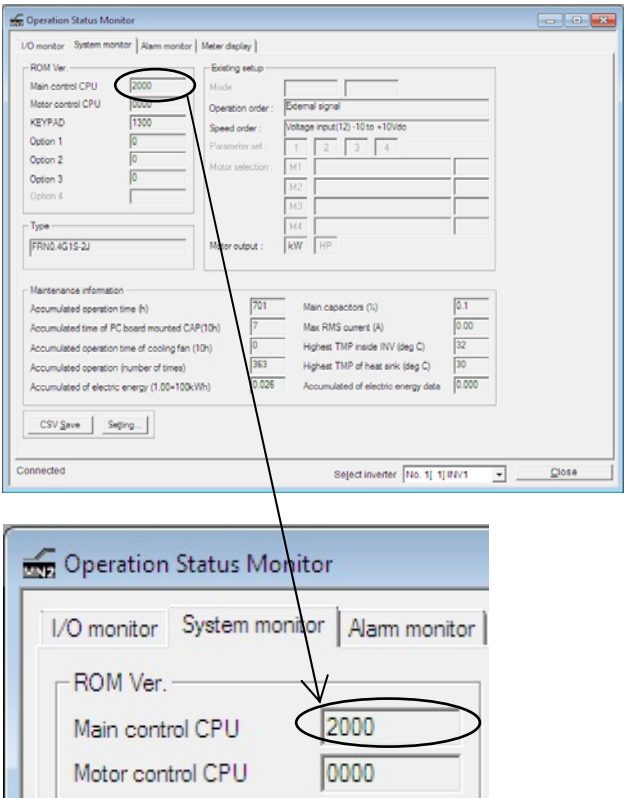 Operation Status Monitor
I/O monitor System monitor Alarm monitor Meter display
ROM Ver.
Main control CPU 2000
Motor control CPU 0000
KEYPAD 1300
Option 1 0
Option 2 0
Option 3 0
Option 4
Type
FRN0.4G1S-2J
Existing setup
Mode
Operation order : External signal
Speed order : Voltage input(12) -10 to +10Vdc
Parameter set : 1 2 3 4
Motor selection : M1
M2
M3
M4
Motor output : kW HP
Maintenance information
Accumulated operation time (h) 701
Accumulated time of PC board mounted CAP(10h) 7
Accumulated operation time of cooling fan (10h) 0
Accumulated operation (number of times) 363
Accumulated of electric energy (1.00=100kWh) 0.026
Main capacitors (%) 0.1
Max RMS current (A) 0.00
Highest TMP inside INV (deg C) 32
Highest TMP of heat sink (deg C) 30
Accumulated of electric energy data 0.000
CSV Save Setting...
Connected Select inverter No. 1[ 1] INV1 Close
MN2 Operation Status Monitor
I/O monitor System monitor Alarm monitor
ROM Ver.
Main control CPU 2000
Motor control CPU 0000